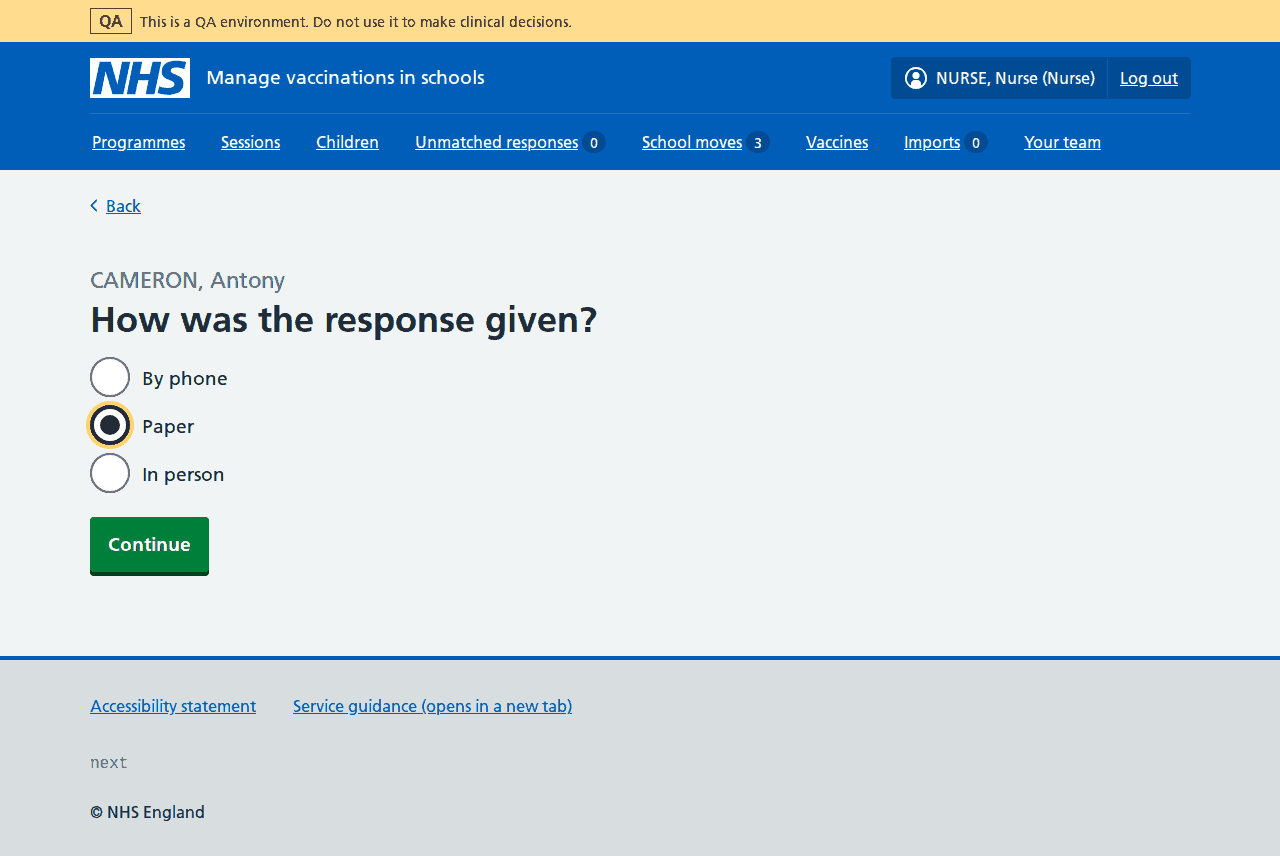 QA This is a QA environment. Do not use it to make clinical decisions.
NHS Manage vaccinations in schools NURSE, Nurse (Nurse) Log out
Programmes Sessions Children Unmatched responses 0 School moves 3 Vaccines Imports 0 Your team
Back
CAMERON, Antony
How was the response given?
By phone
Paper
In person
Continue
Accessibility statement Service guidance (opens in a new tab)
next
© NHS England